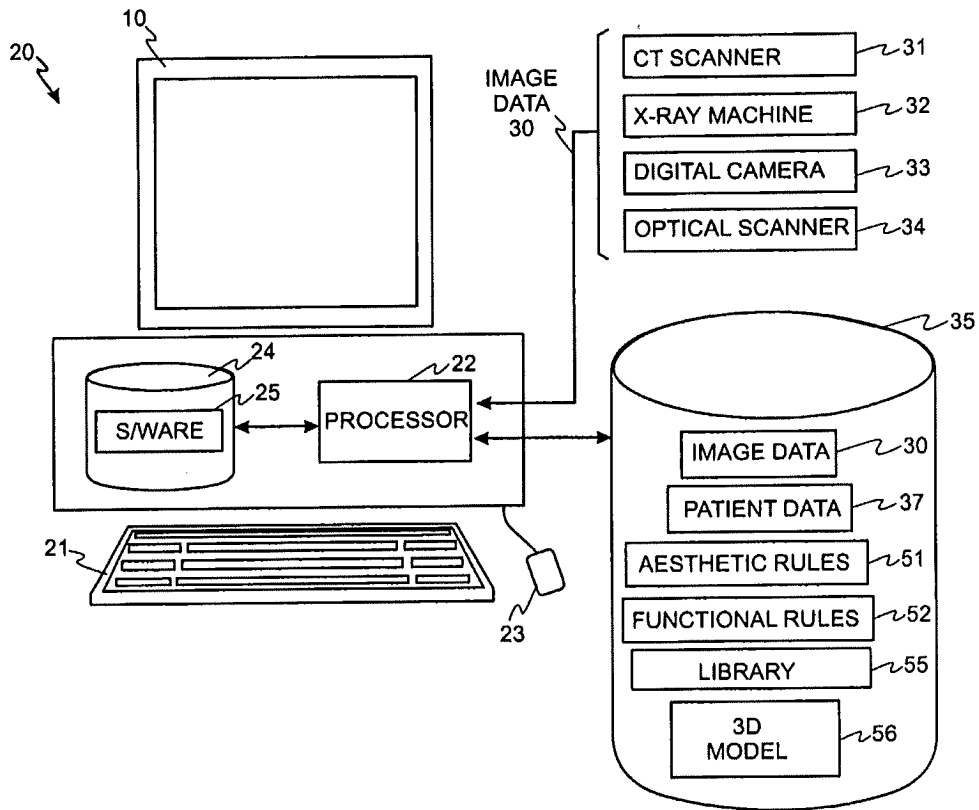 20
10
IMAGE
DATA
30
CT SCANNER
31
X-RAY MACHINE
32
DIGITAL CAMERA
33
OPTICAL SCANNER
34
35
24
25
S/WARE
22
PROCESSOR
IMAGE DATA
30
PATIENT DATA
37
AESTHETIC RULES
51
FUNCTIONAL RULES
52
LIBRARY
55
3D
MODEL
56
21
23